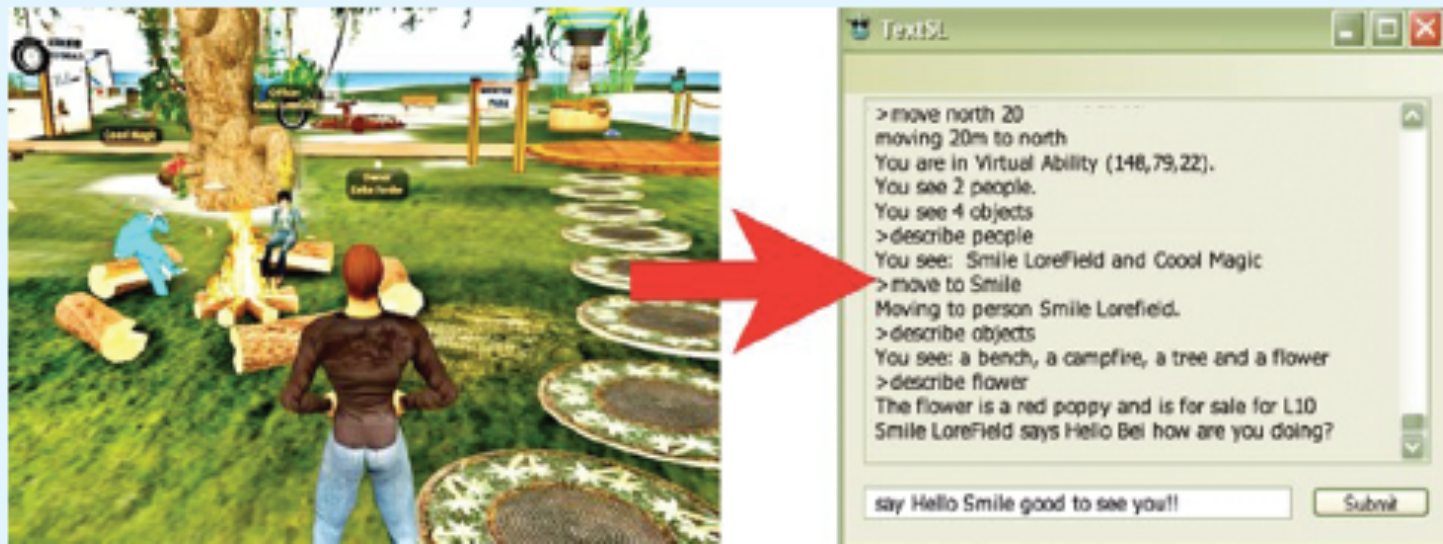 Coool Magic
TextSL
>move north 20
moving 20m to north
You are in Virtual Ability (148,79,22).
You see 2 people.
You see 4 objects
>describe people
You see: Smile LoreField and Coool Magic
>move to Smile
Moving to person Smile Lorefield.
>describe objects
You see: a bench, a campfire, a tree and a flower
>describe flower
The flower is a red poppy and is for sale for L10
Smile LoreField says Hello Bei how are you doing?
say Hello Smile good to see you!!
Submit